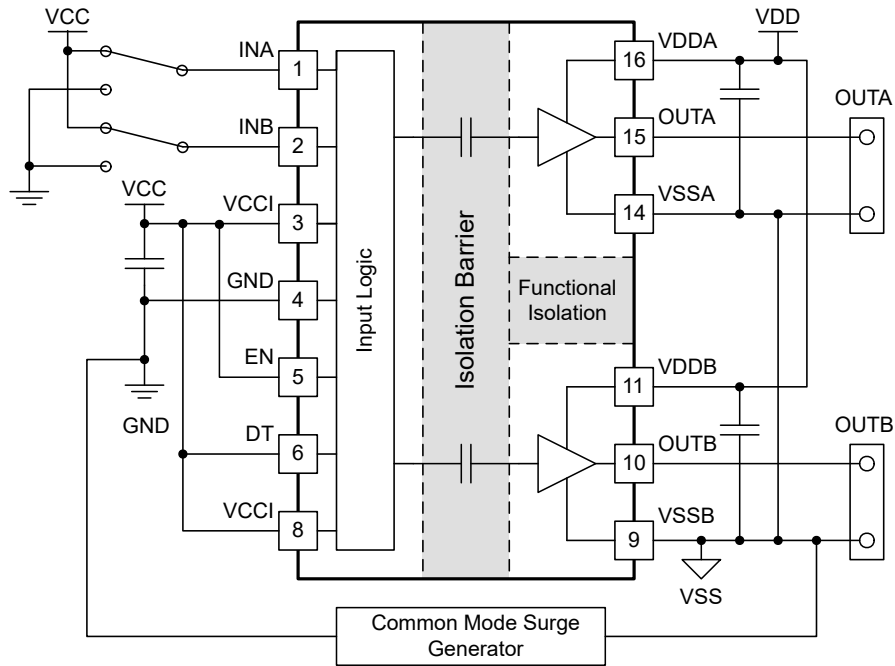 VCC
INA
1
INB
2
VCC
VCCI
3
GND
4
EN
5
GND
DT
6
VCCI
8
Input Logic
Isolation Barrier
Functional
Isolation
VDD
VDDA
16
OUTA
15
VSSA
14
OUTA
VDDB
11
OUTB
10
VSSB
9
OUTB
VSS
Common Mode Surge
Generator